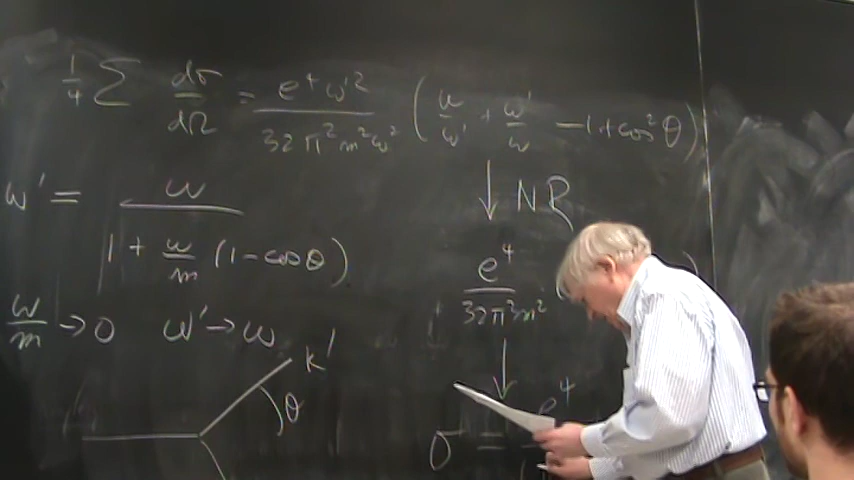 1/4 Σ dσ/dΩ = e⁴ω'²/32π²m²ω² (ω/ω' + ω'/ω − 1 + cos²θ)
ω' = ω/1 + ω/m (1 − cosθ)
↓ NR
e⁴/32π²m² ( )
ω/m → 0 ω' → ω
k'
θ
↓
σ = e⁴